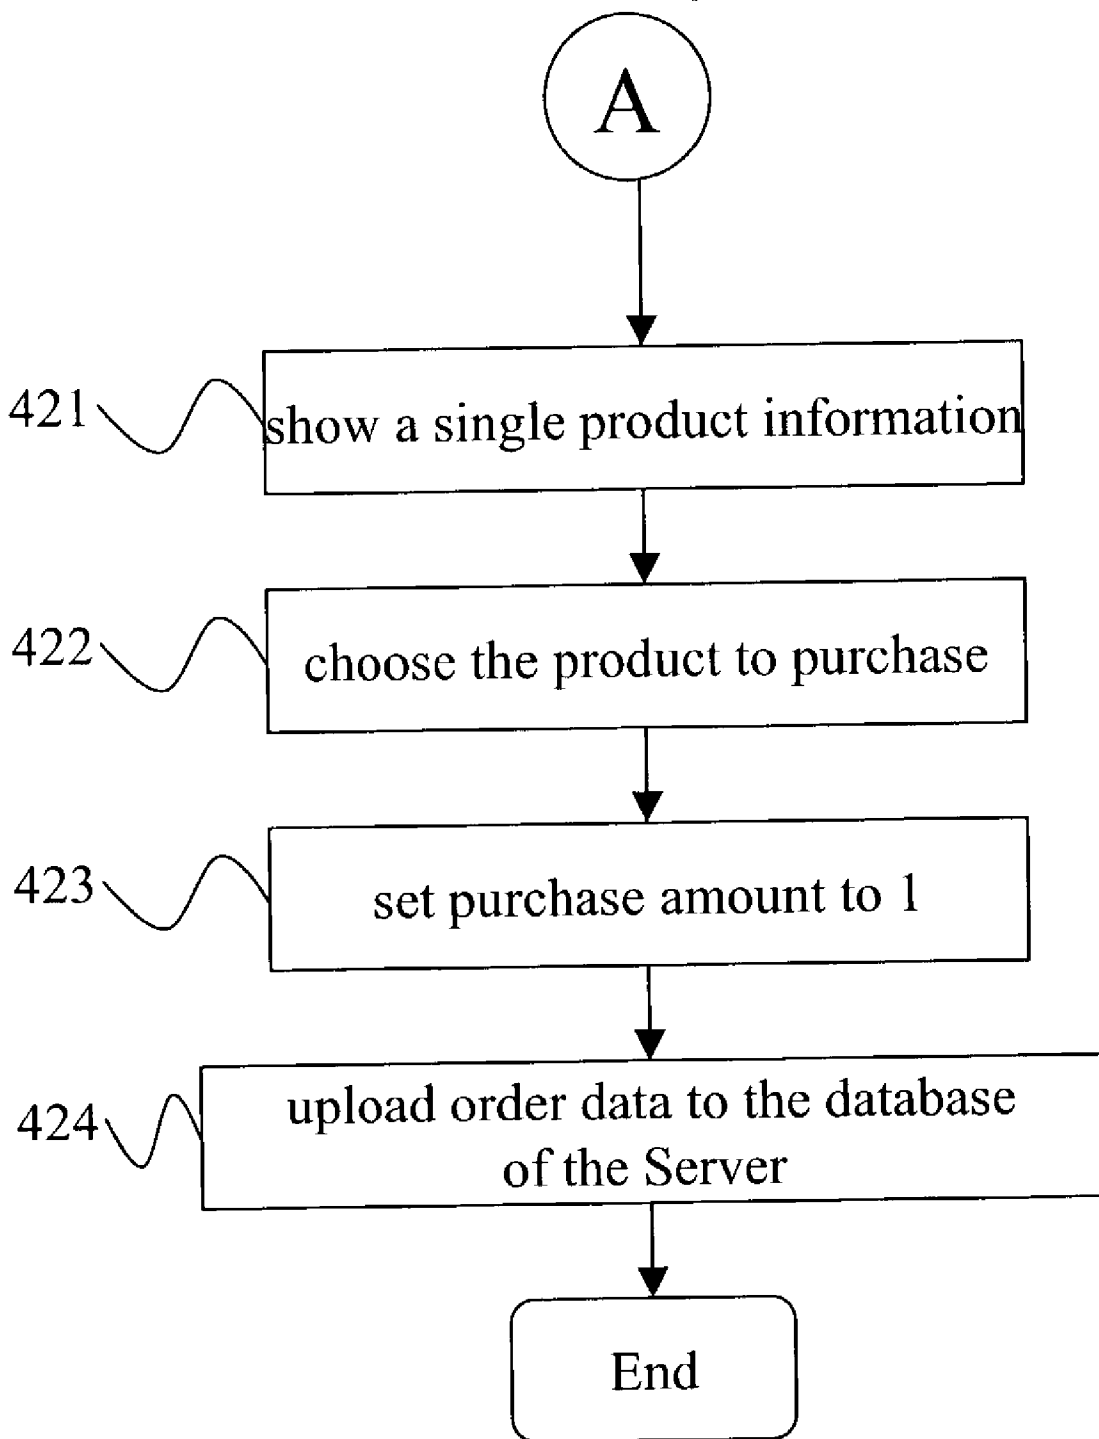 A
421
show a single product information
422
choose the product to purchase
423
set purchase amount to 1
424
upload order data to the database
of the Server
End